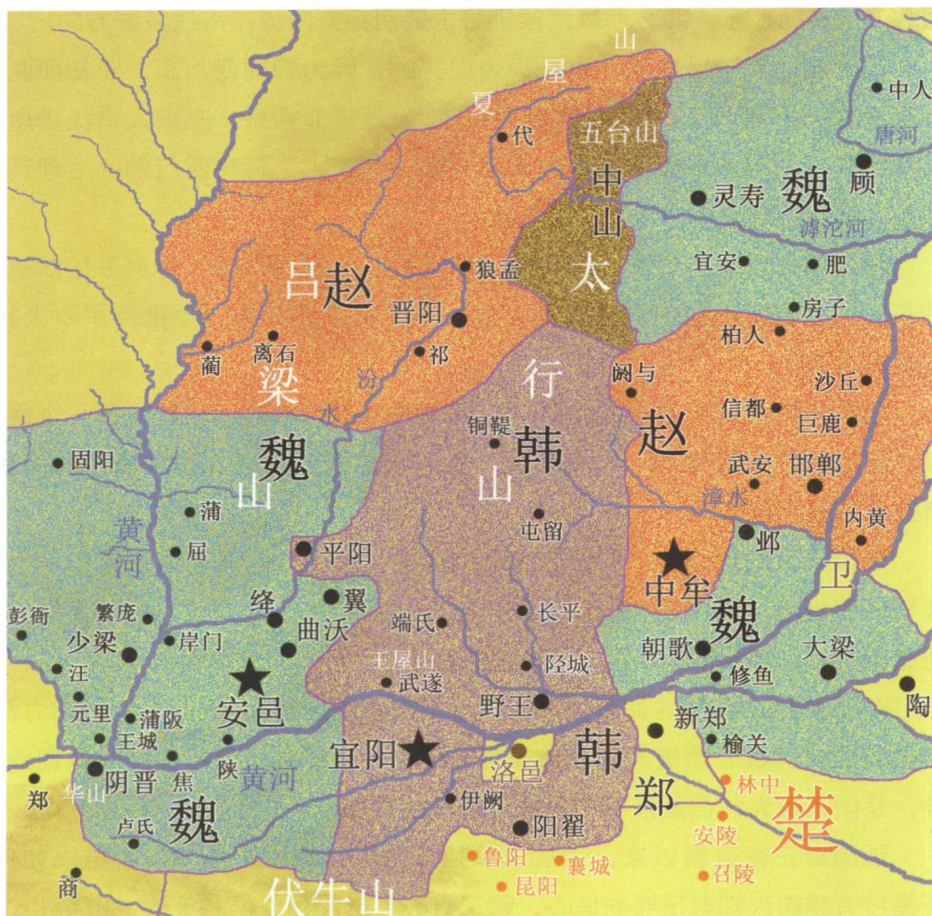 山
屋
夏
代
五台山
中人
唐河
中
山
灵寿
魏
顾
滹沱河
宜安
肥
房子
吕
赵
狼孟
太
晋阳
蔺
离石
祁
汾
水
柏人
梁
行
阏与
沙丘
信都
巨鹿
赵
铜鞮
韩
魏
山
山
固阳
武安
邯郸
漳水
蒲
屯留
内黄
黄
河
屈
平阳
邺
中牟
卫
彭衙
繁庞
绛
翼
端氏
长平
魏
少梁
岸门
曲沃
朝歌
大梁
汪
王屋山
武遂
陉城
修鱼
元里
蒲阪
安邑
野王
陶
王城
陕
宜阳
韩
新郑
榆关
洛邑
郑
华山
阴晋
焦
黄河
伊阙
郑
林中
楚
卢氏
魏
阳翟
安陵
鲁阳
襄城
商
昆阳
召陵
伏牛山